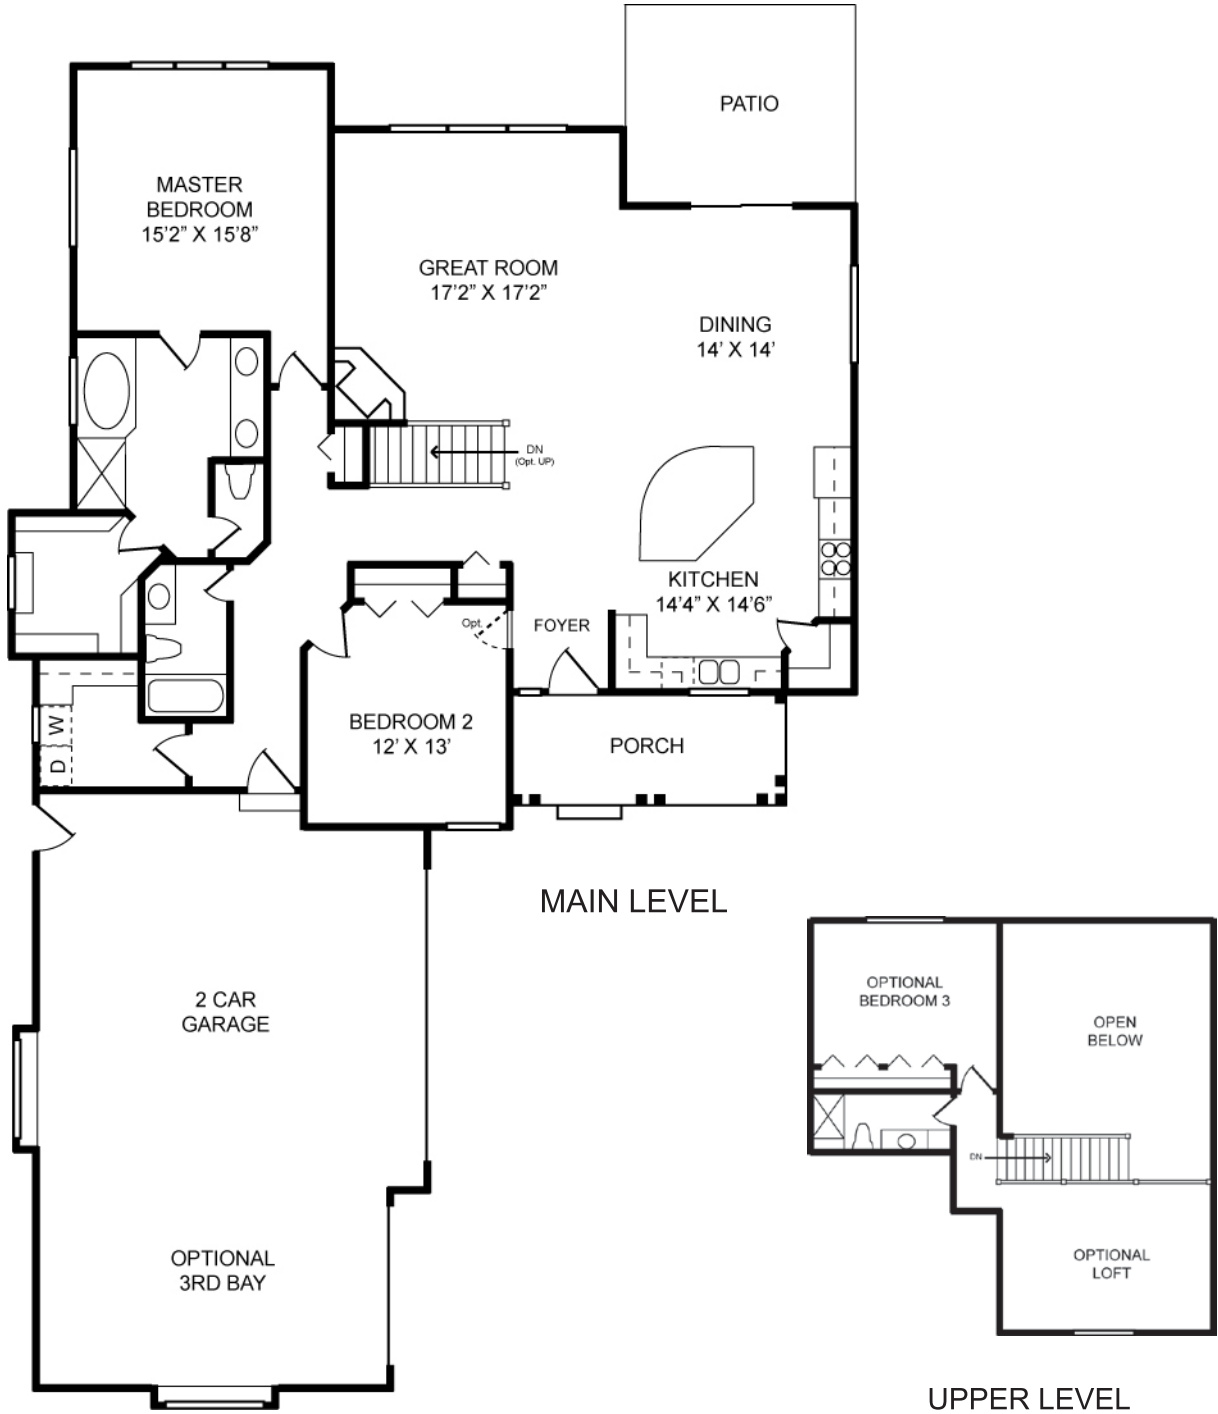 PATIO
MASTER
BEDROOM
15'2” X 15'8”
GREAT ROOM
17'2” X 17'2”
DINING
14' X 14'
DN
(Opt. UP)
KITCHEN
14'4” X 14'6”
Opt.
FOYER
BEDROOM 2
12' X 13'
PORCH
W
D
MAIN LEVEL
2 CAR
GARAGE
OPTIONAL
3RD BAY
OPTIONAL
BEDROOM 3
OPEN
BELOW
DN
OPTIONAL
LOFT
UPPER LEVEL